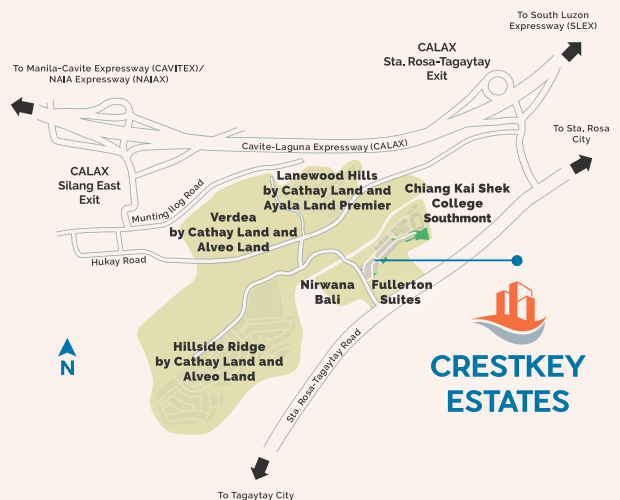 To South Luzon
Expressway (SLEX)
CALAX
Sta. Rosa-Tagaytay
Exit
To Manila-Cavite Expressway (CAVITEX)/
NAIA Expressway (NAIAX)
To Sta. Rosa
City
Cavite-Laguna Expressway (CALAX)
CALAX
Silang East
Exit
Munting Ilog Road
Lanewood Hills
by Cathay Land and
Ayala Land Premier
Chiang Kai Shek
College
Southmont
Verdea
by Cathay Land and
Alveo Land
Hukay Road
Nirwana
Bali
Fullerton
Suites
Hillside Ridge
by Cathay Land and
Alveo Land
N
Sta. Rosa-Tagaytay Road
CRESTKEY
ESTATES
To Tagaytay City